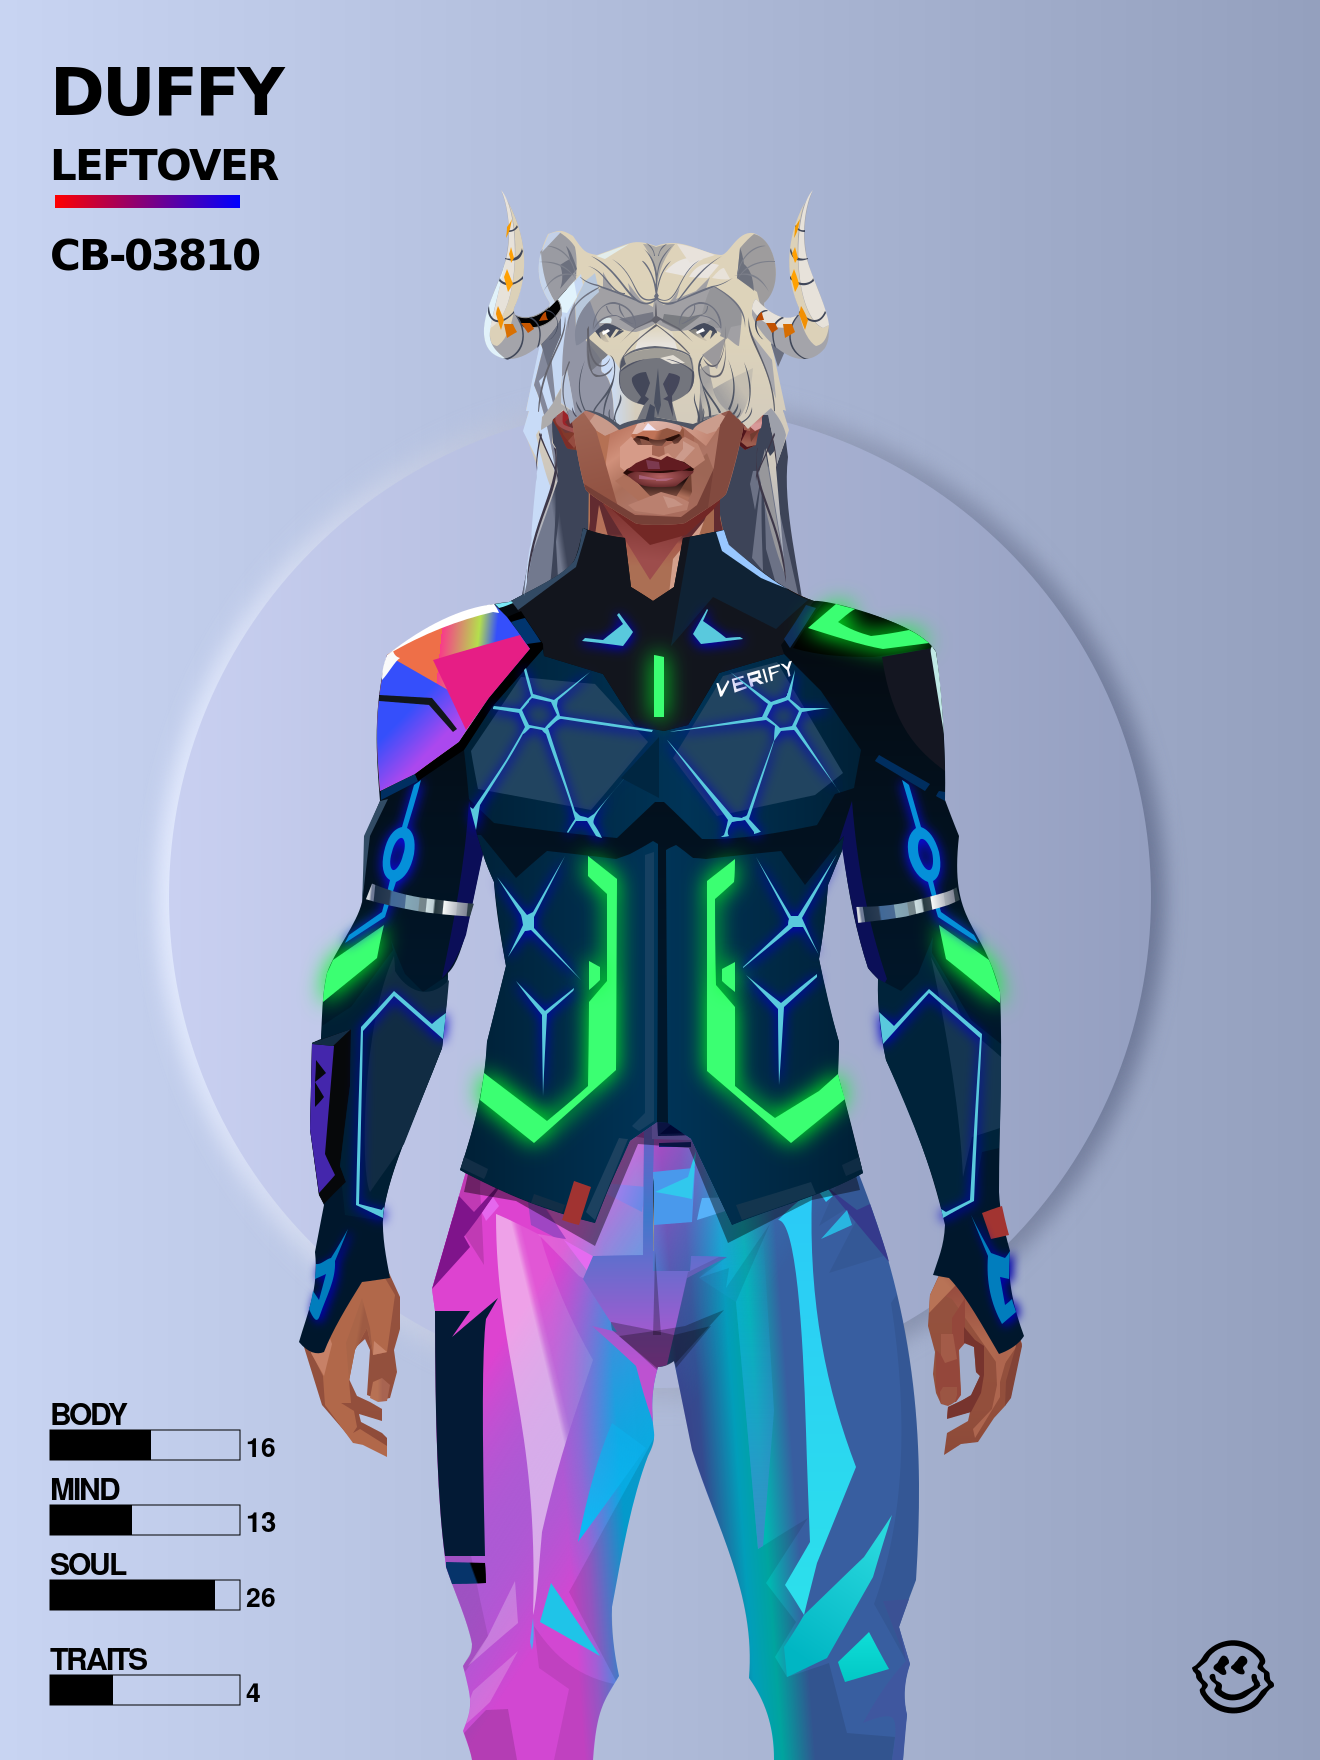 DUFFY
LEFTOVER
CB-03810
VERIFY
BODY
16
MIND
13
SOUL
26
TRAITS
4